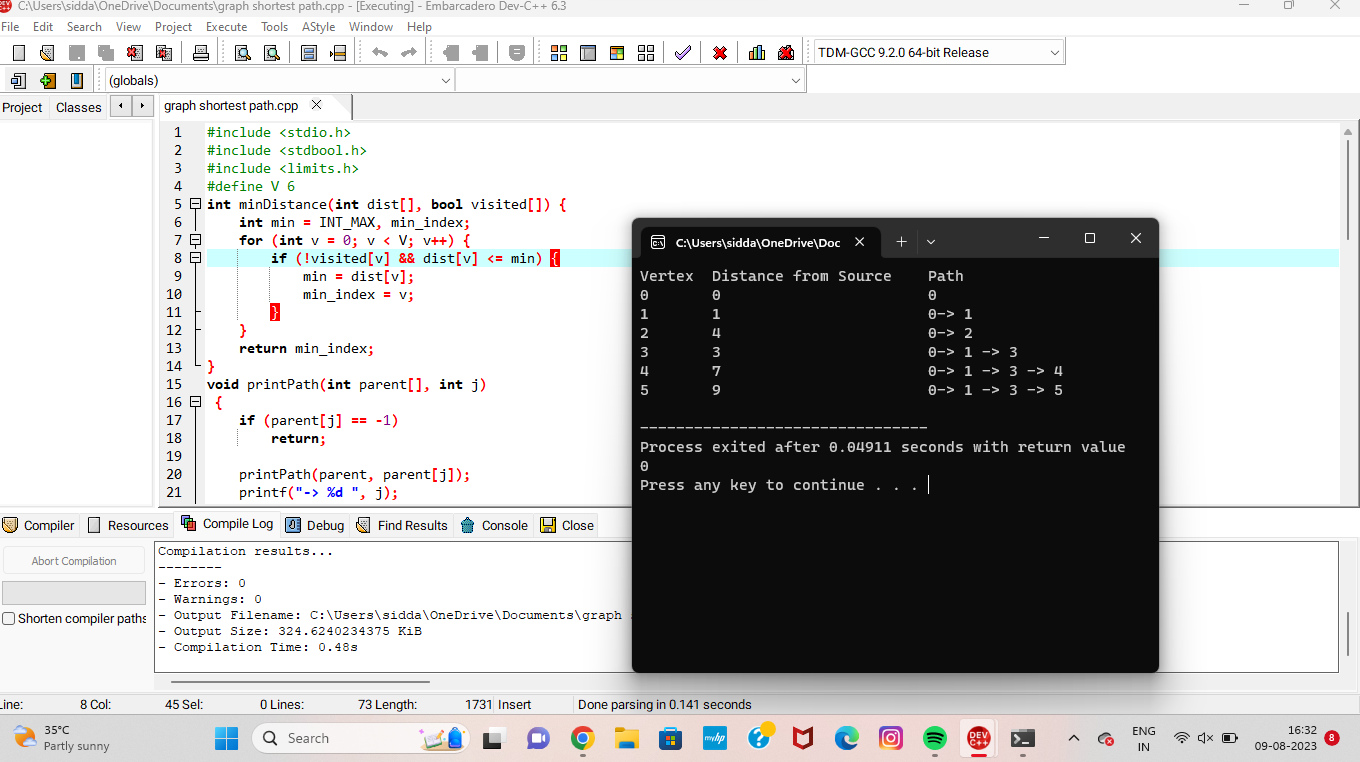 C:\Users\sidda\OneDrive\Documents\graph shortest path.cpp - [Executing] - Embarcadero Dev-C++ 6.3
File Edit Search View Project Execute Tools AStyle Window Help
TDM-GCC 9.2.0 64-bit Release
(globals)
Project Classes graph shortest path.cpp
1 #include <stdio.h>
2 #include <stdbool.h>
3 #include <limits.h>
4 #define V 6
5 int minDistance(int dist[], bool visited[]) {
6 int min = INT_MAX, min_index;
7 for (int v = 0; v < V; v++) {
8 if (!visited[v] && dist[v] <= min) {
9 min = dist[v];
10 min_index = v;
11 }
12 }
13 return min_index;
14 }
15 void printPath(int parent[], int j)
16 {
17 if (parent[j] == -1)
18 return;
19
20 printPath(parent, parent[j]);
21 printf("-> %d ", j);
C:\Users\sidda\OneDrive\Doc
Vertex Distance from Source Path
0 0 0
1 1 0-> 1
2 4 0-> 2
3 3 0-> 1 -> 3
4 7 0-> 1 -> 3 -> 4
5 9 0-> 1 -> 3 -> 5
--------------------------------
Process exited after 0.04911 seconds with return value
0
Press any key to continue . . .
Compiler Resources Compile Log Debug Find Results Console Close
Abort Compilation
Shorten compiler paths
Compilation results...
--------
- Errors: 0
- Warnings: 0
- Output Filename: C:\Users\sidda\OneDrive\Documents\graph
- Output Size: 324.6240234375 KiB
- Compilation Time: 0.48s
Line: 8 Col: 45 Sel: 0 Lines: 73 Length: 1731 Insert Done parsing in 0.141 seconds
35°C
Partly sunny
Search
myhp
DEV
C++
ENG
IN
16:32
09-08-2023
8